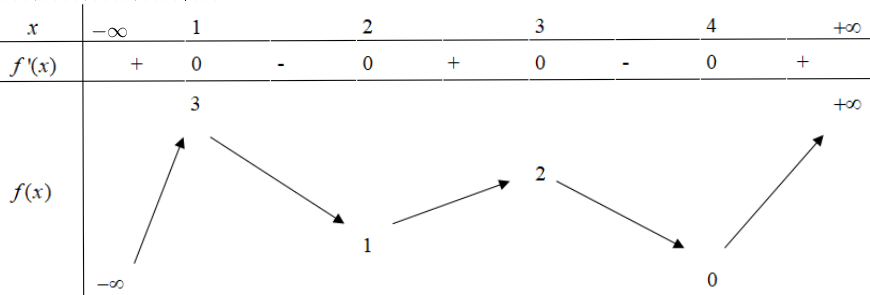 x −∞ 1 2 3 4 +∞
f'(x) + 0 - 0 + 0 - 0 +
3 +∞
2
f(x)
1
−∞ 0